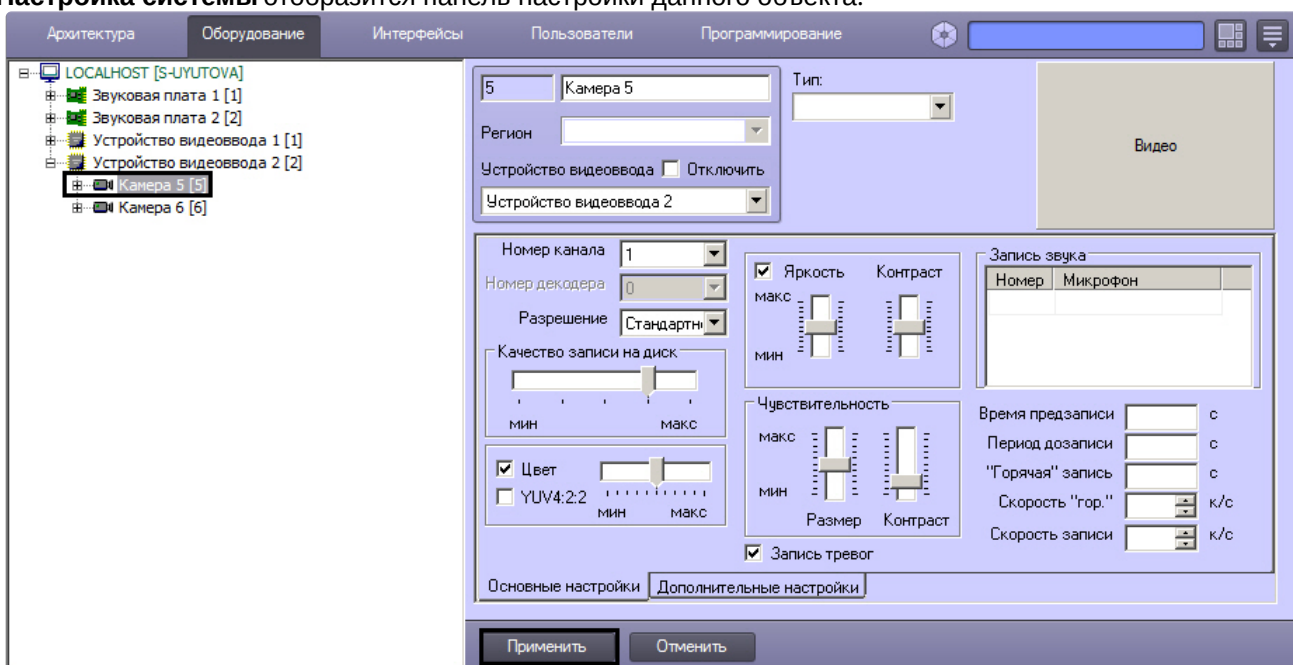 Настройка системы отобразится панель настройки данного объекта.
Архитектура Оборудование Интерфейсы Пользователи Программирование
LOCALHOST [S-UYUTOVA]
Звуковая плата 1 [1]
Звуковая плата 2 [2]
Устройство видеоввода 1 [1]
Устройство видеоввода 2 [2]
Камера 5 [5]
Камера 6 [6]
5 Камера 5
Тип:
Регион
Устройство видеоввода Отключить
Устройство видеоввода 2
Видео
Номер канала 1
Номер декодера 0
Разрешение Стандартн
Качество записи на диск
мин макс
Цвет
YUV4:2:2
мин макс
Яркость Контраст
макс
мин
Чувствительность
макс
мин
Размер Контраст
Запись тревог
Запись звука
Номер Микрофон
Время предзаписи с
Период дозаписи с
"Горячая" запись с
Скорость "гор." к/с
Скорость записи к/с
Основные настройки Дополнительные настройки
Применить Отменить